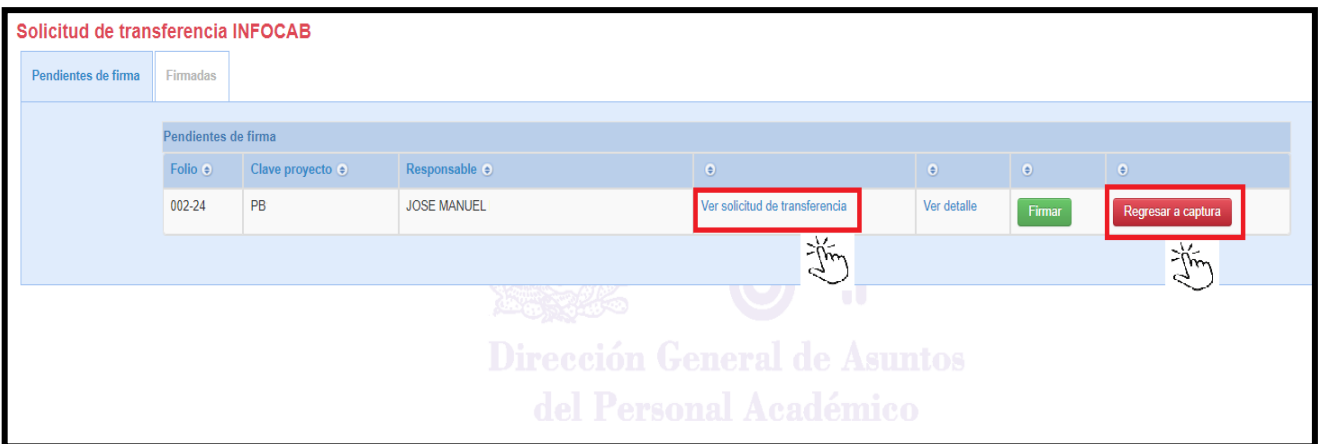 Solicitud de transferencia INFOCAB
Pendientes de firma Firmadas
Pendientes de firma
Folio Clave proyecto Responsable
002-24 PB JOSE MANUEL Ver solicitud de transferencia Ver detalle Firmar Regresar a captura
Dirección General de Asuntos
del Personal Académico